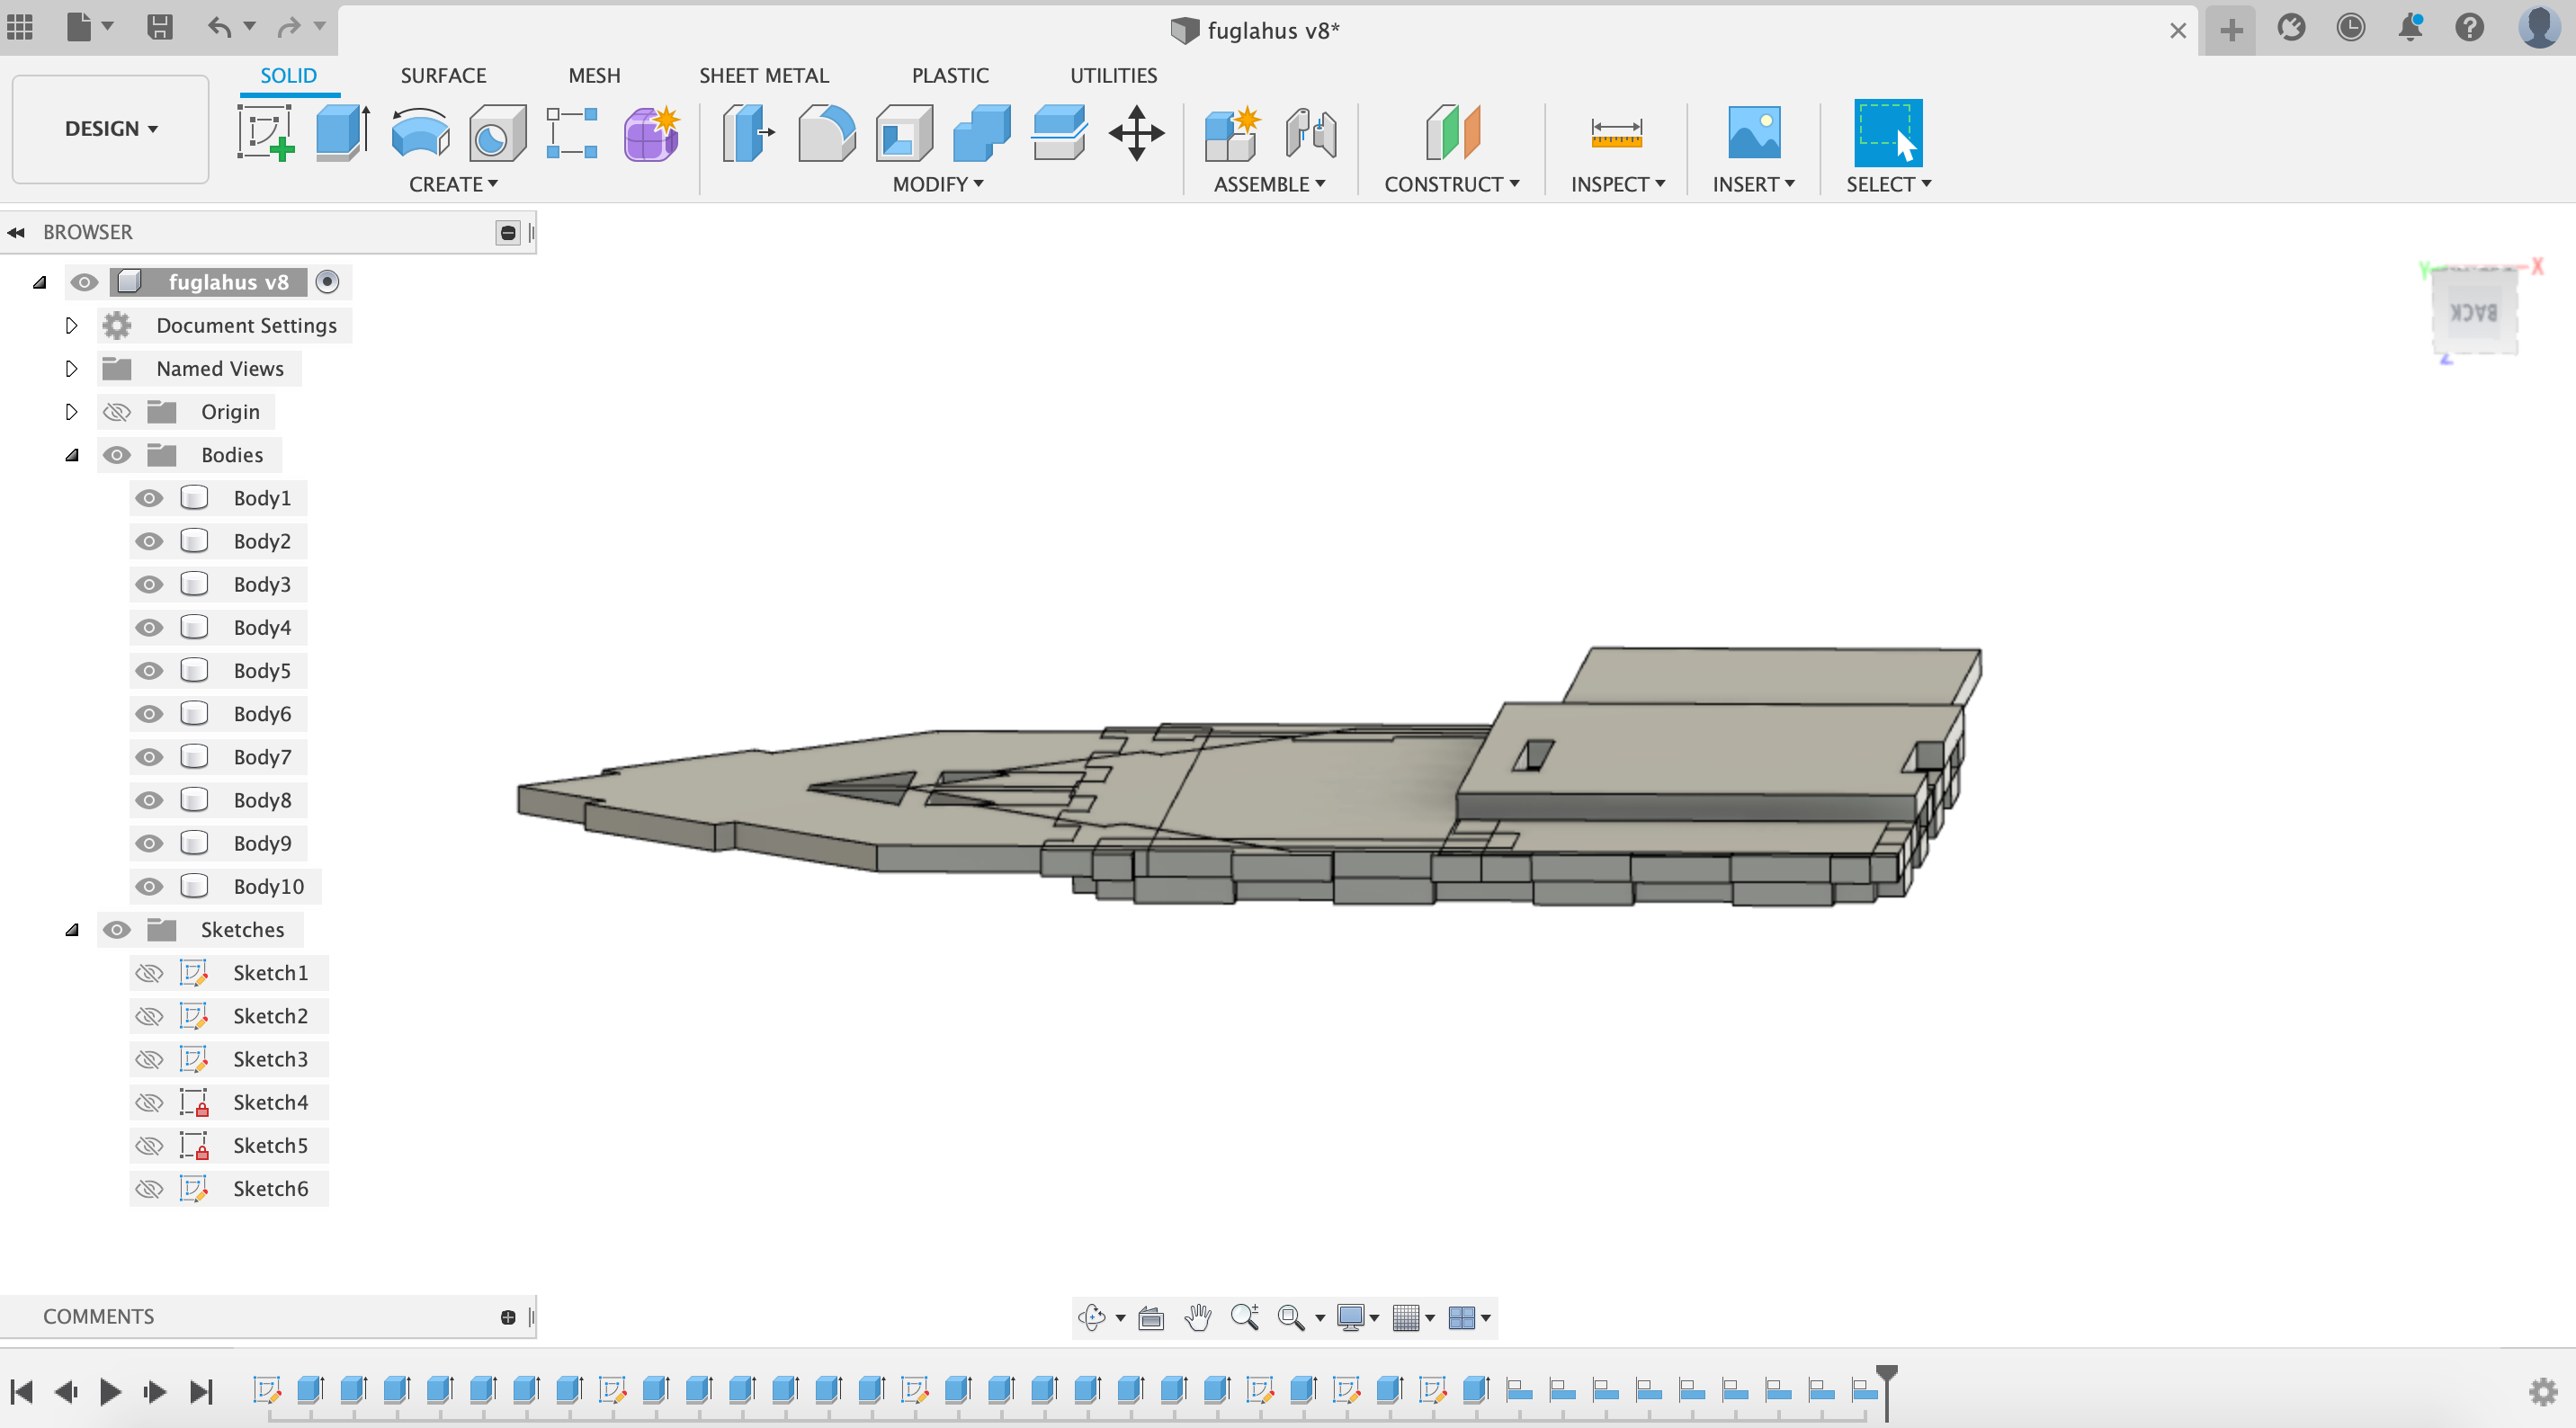 fuglahus v8*
SOLID SURFACE MESH SHEET METAL PLASTIC UTILITIES
DESIGN
CREATE MODIFY ASSEMBLE CONSTRUCT INSPECT INSERT SELECT
BROWSER
fuglahus v8
Document Settings
Named Views
Origin
Bodies
Body1
Body2
Body3
Body4
Body5
Body6
Body7
Body8
Body9
Body10
Sketches
Sketch1
Sketch2
Sketch3
Sketch4
Sketch5
Sketch6
Y X
BACK
Z
COMMENTS